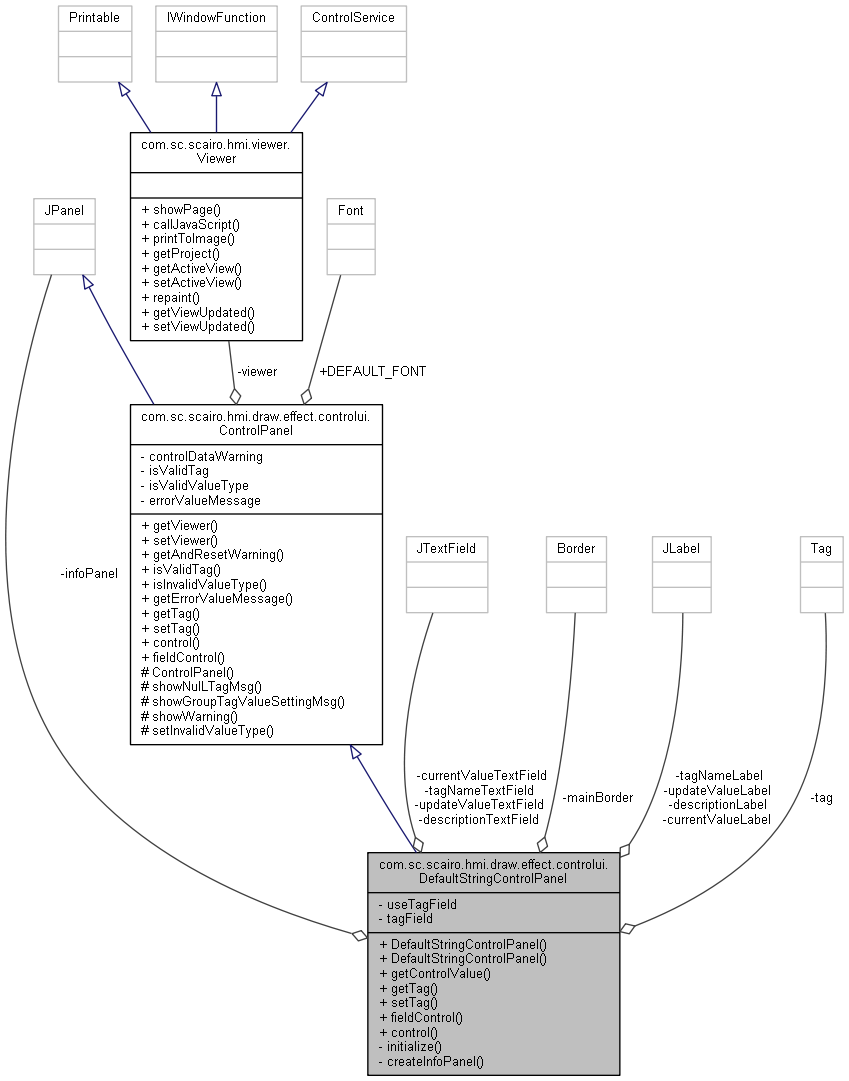 Printable
IWindowFunction
ControlService
com.sc.scairo.hmi.viewer.
Viewer
+ showPage()
+ callJavaScript()
+ printToImage()
+ getProject()
+ getActiveView()
+ setActiveView()
+ repaint()
+ getViewUpdated()
+ setViewUpdated()
JPanel
Font
-viewer
+DEFAULT_FONT
com.sc.scairo.hmi.draw.effect.controlui.
ControlPanel
- controlDataWarning
- isValidTag
- isValidValueType
- errorValueMessage
+ getViewer()
+ setViewer()
+ getAndResetWarning()
+ isValidTag()
+ isInvalidValueType()
+ getErrorValueMessage()
+ getTag()
+ setTag()
+ control()
+ fieldControl()
# ControlPanel()
# showNulLTagMsg()
# showGroupTagValueSettingMsg()
# showWarning()
# setInvalidValueType()
JTextField
Border
JLabel
Tag
-infoPanel
-currentValueTextField
-tagNameTextField
-updateValueTextField
-descriptionTextField
-mainBorder
-tagNameLabel
-updateValueLabel
-descriptionLabel
-currentValueLabel
-tag
com.sc.scairo.hmi.draw.effect.controlui.
DefaultStringControlPanel
- useTagField
- tagField
+ DefaultStringControlPanel()
+ DefaultStringControlPanel()
+ getControlValue()
+ getTag()
+ setTag()
+ fieldControl()
+ control()
- initialize()
- createInfoPanel()